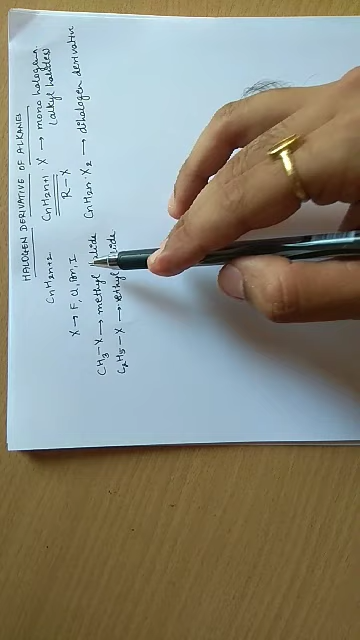 HALOGEN DERIVATIVE OF ALKANES
CnH2n+2 CnH2n+1 X → mono halogen
R-X (alkyl halides)
X → F, Cl, Br, I CnH2n·X2 → dihalogen derivative
CH3-X → methyl
C2H5-X → ethyl